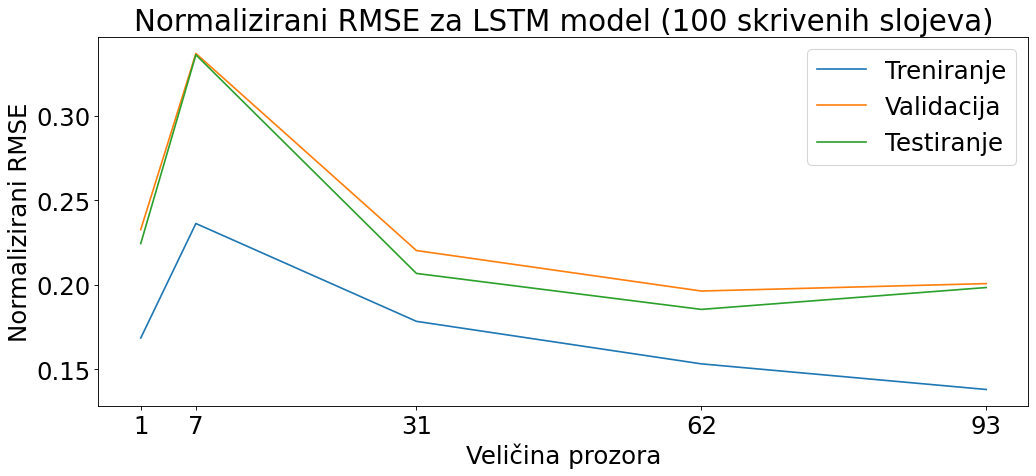 Normalizirani RMSE za LSTM model (100 skrivenih slojeva)
Treniranje
Validacija
Testiranje
Normalizirani RMSE
0.30
0.25
0.20
0.15
1 7 31 62 93
Veličina prozora